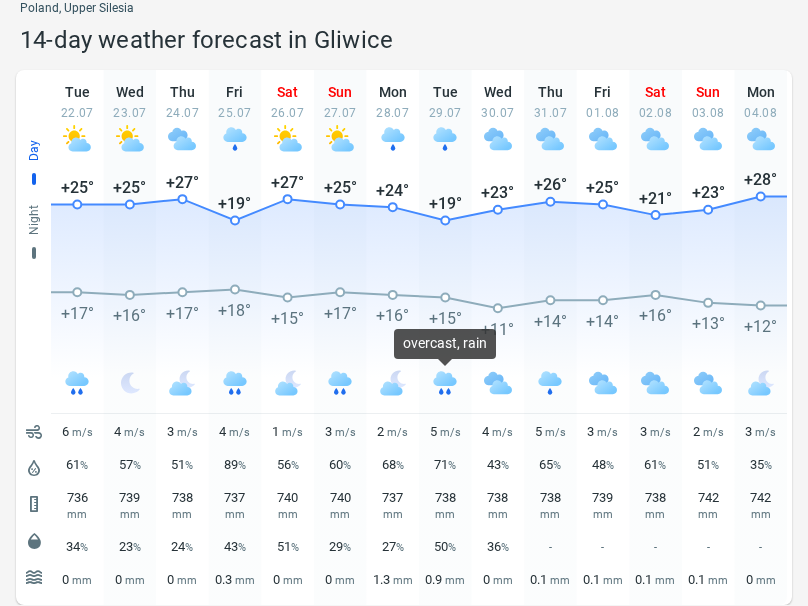 Poland, Upper Silesia
14-day weather forecast in Gliwice
Tue Wed Thu Fri Sat Sun Mon Tue Wed Thu Fri Sat Sun Mon
22.07 23.07 24.07 25.07 26.07 27.07 28.07 29.07 30.07 31.07 01.08 02.08 03.08 04.08
Day
+25° +25° +27° +19° +27° +25° +24° +19° +23° +26° +25° +21° +23° +28°
Night
+17° +16° +17° +18° +15° +17° +16° +15° +11° +14° +14° +16° +13° +12°
overcast, rain
6 m/s 4 m/s 3 m/s 4 m/s 1 m/s 3 m/s 2 m/s 5 m/s 4 m/s 5 m/s 3 m/s 3 m/s 2 m/s 3 m/s
61% 57% 51% 89% 56% 60% 68% 71% 43% 65% 48% 61% 51% 35%
736 739 738 737 740 740 737 738 738 738 739 738 742 742
mm mm mm mm mm mm mm mm mm mm mm mm mm mm
34% 23% 24% 43% 51% 29% 27% 50% 36% - - - - -
0 mm 0 mm 0 mm 0.3 mm 0 mm 0 mm 1.3 mm 0.9 mm 0 mm 0.1 mm 0.1 mm 0.1 mm 0.1 mm 0 mm